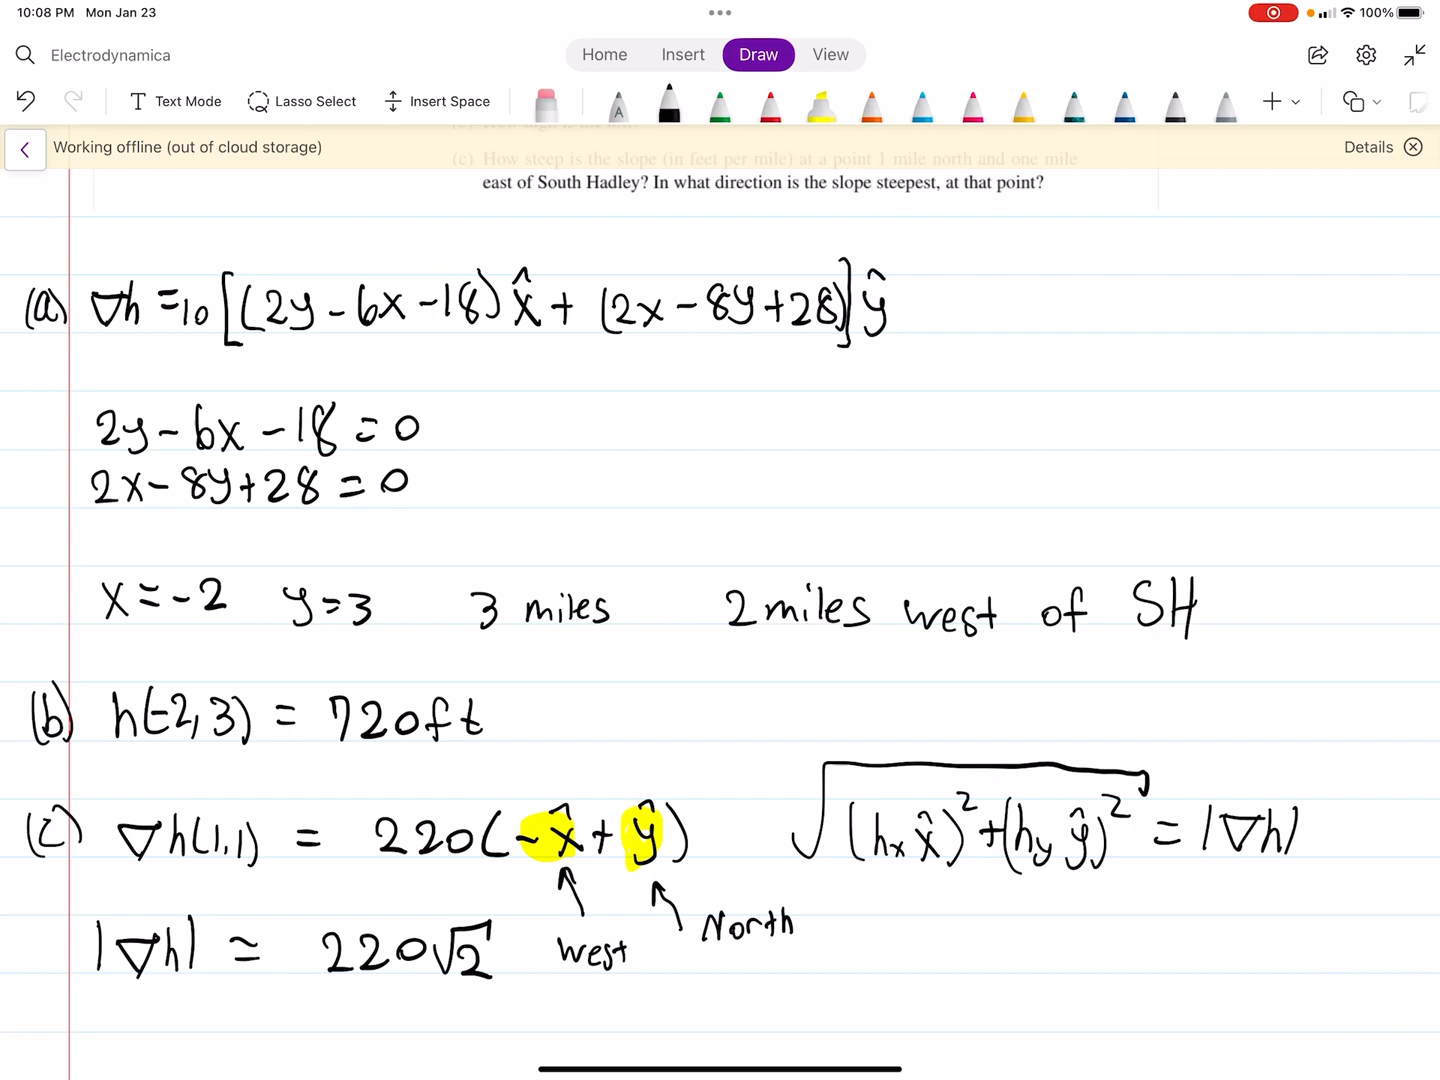 10:08 PM Mon Jan 23
100%
Electrodynamica
Home Insert Draw View
Text Mode Lasso Select Insert Space
A
Working offline (out of cloud storage) Details
(c) How steep is the slope (in feet per mile) at a point 1 mile north and one mile
east of South Hadley? In what direction is the slope steepest, at that point?
(a) ∇h = 10 [(2y - 6x - 18) x̂ + (2x - 8y + 28)] ŷ
2y - 6x - 18 = 0
2x - 8y + 28 = 0
x = -2 y = 3 3 miles 2 miles west of SH
(b) h(-2, 3) = 720 ft
(c) ∇h(1,1) = 220(-x̂ + ŷ) √(hx x̂)² + (hy ŷ)² = |∇h|
|∇h| = 220√2 west North